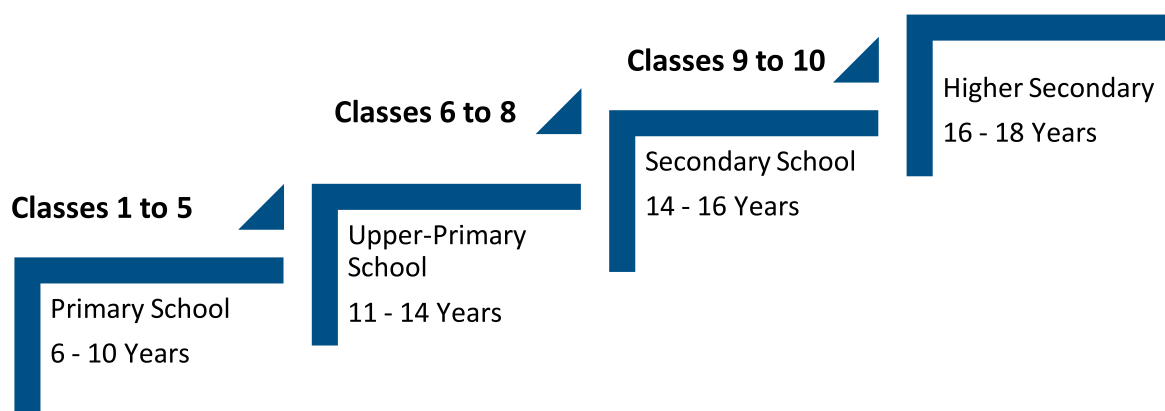 Classes 1 to 5
Primary School
6 - 10 Years
Classes 6 to 8
Upper-Primary
School
11 - 14 Years
Classes 9 to 10
Secondary School
14 - 16 Years
Higher Secondary
16 - 18 Years